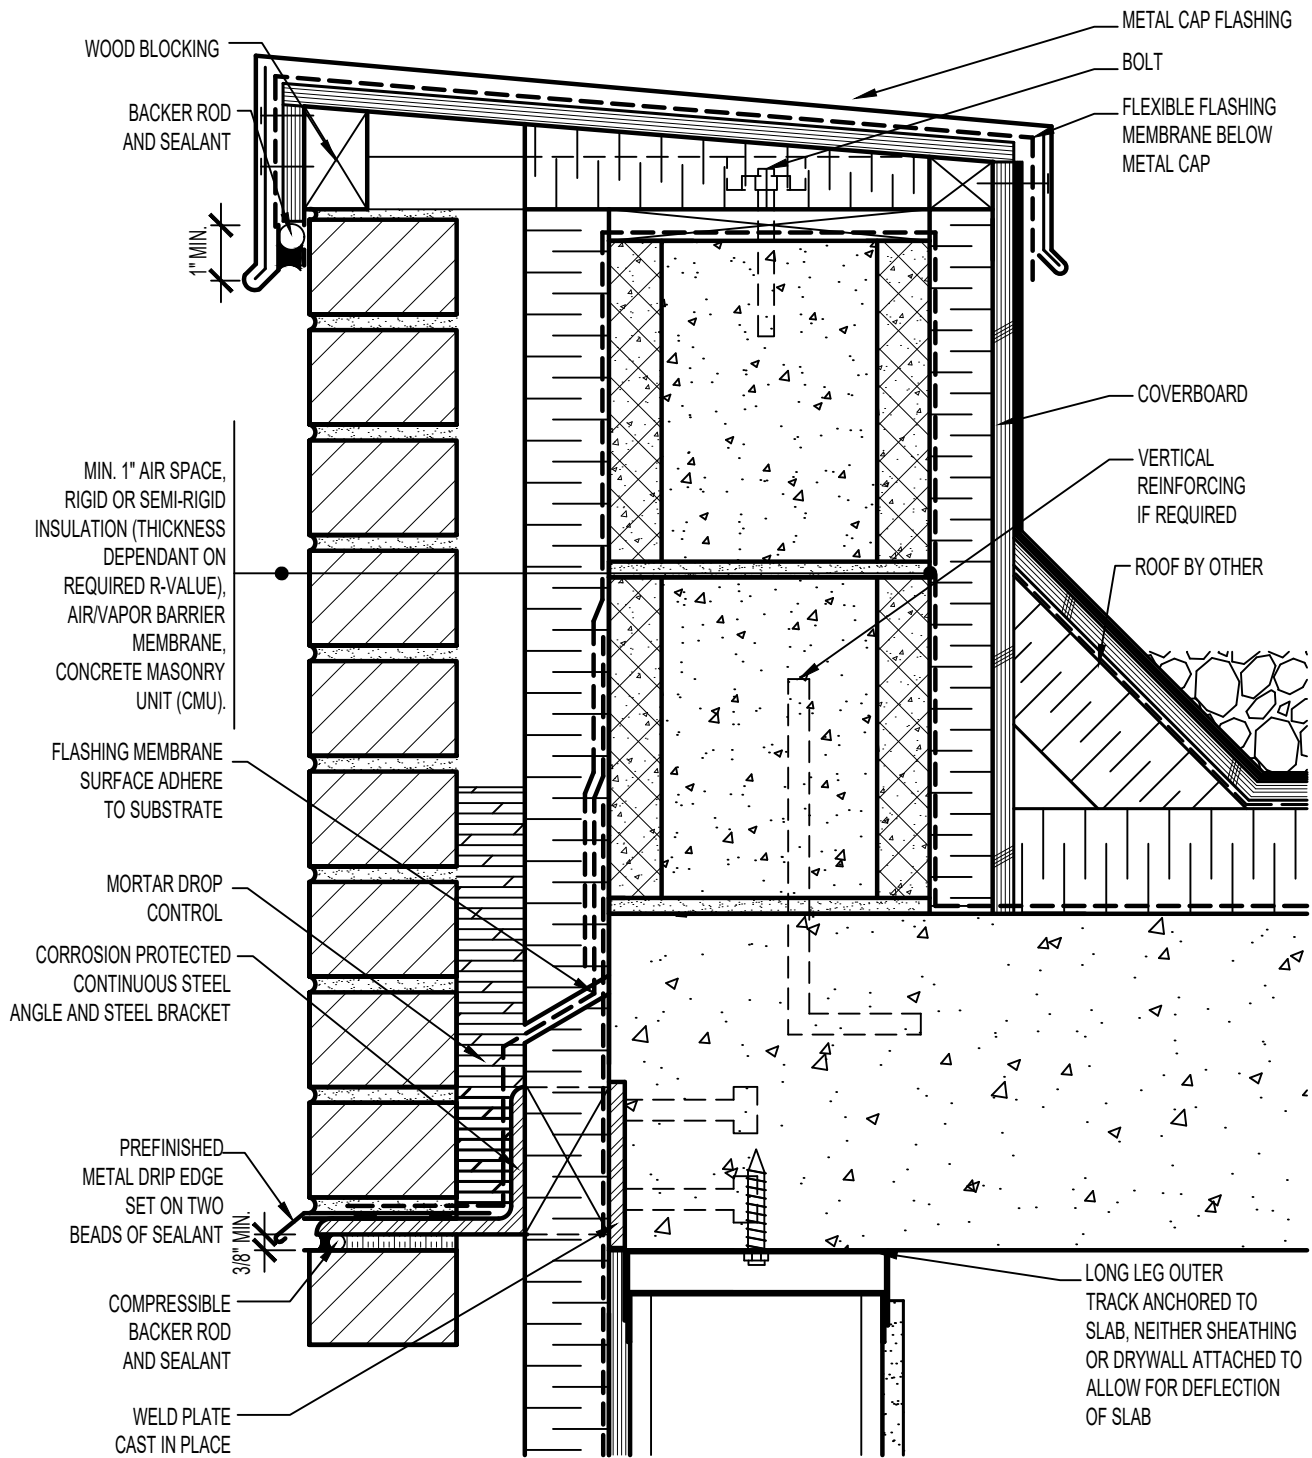 WOOD BLOCKING
BACKER ROD
AND SEALANT
1" MIN.
MIN. 1" AIR SPACE,
RIGID OR SEMI-RIGID
INSULATION (THICKNESS
DEPENDANT ON
REQUIRED R-VALUE),
AIR/VAPOR BARRIER
MEMBRANE,
CONCRETE MASONRY
UNIT (CMU).
FLASHING MEMBRANE
SURFACE ADHERE
TO SUBSTRATE
MORTAR DROP
CONTROL
CORROSION PROTECTED
CONTINUOUS STEEL
ANGLE AND STEEL BRACKET
PREFINISHED
METAL DRIP EDGE
SET ON TWO
BEADS OF SEALANT
3/8" MIN.
COMPRESSIBLE
BACKER ROD
AND SEALANT
WELD PLATE
CAST IN PLACE
METAL CAP FLASHING
BOLT
FLEXIBLE FLASHING
MEMBRANE BELOW
METAL CAP
COVERBOARD
VERTICAL
REINFORCING
IF REQUIRED
ROOF BY OTHER
LONG LEG OUTER
TRACK ANCHORED TO
SLAB, NEITHER SHEATHING
OR DRYWALL ATTACHED TO
ALLOW FOR DEFLECTION
OF SLAB